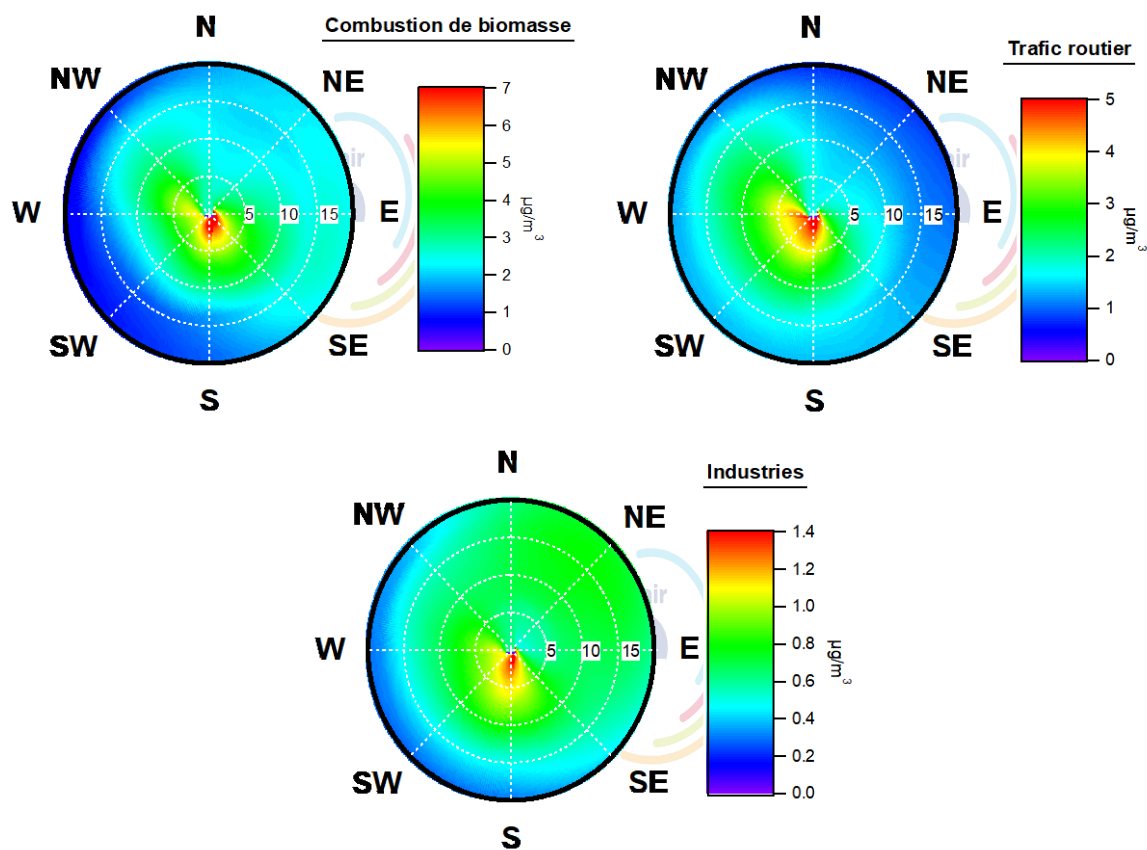 Combustion de biomasse
N
NE
E
SE
S
SW
W
NW
5
10
15
7
6
5
4
3
2
1
0
µg/m³
Trafic routier
N
NE
E
SE
S
SW
W
NW
5
10
15
5
4
3
2
1
0
µg/m³
Industries
N
NE
E
SE
S
SW
W
NW
5
10
15
1.4
1.2
1.0
0.8
0.6
0.4
0.2
0.0
µg/m³